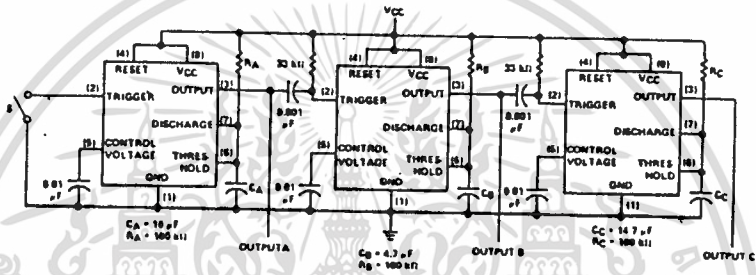 VCC
(4) (8)
RESET VCC
(2) TRIGGER
OUTPUT (3)
DISCHARGE (7)
(5) CONTROL VOLTAGE
THRES HOLD (6)
GND
(1)
S
RA
0.01 µF
CA
CA = 10 µF
RA = 100 kΩ
OUTPUT A
33 kΩ
0.001 µF
(4) (8)
RESET VCC
(2) TRIGGER
OUTPUT (3)
DISCHARGE (7)
(5) CONTROL VOLTAGE
THRES HOLD (6)
GND
(1)
RB
0.01 µF
CB
CB = 4.7 µF
RB = 100 kΩ
OUTPUT B
33 kΩ
0.001 µF
(4) (8)
RESET VCC
(2) TRIGGER
OUTPUT (3)
DISCHARGE (7)
(5) CONTROL VOLTAGE
THRES HOLD (6)
GND
(1)
RC
0.01 µF
CC
CC = 14.7 µF
RC = 100 kΩ
OUTPUT C